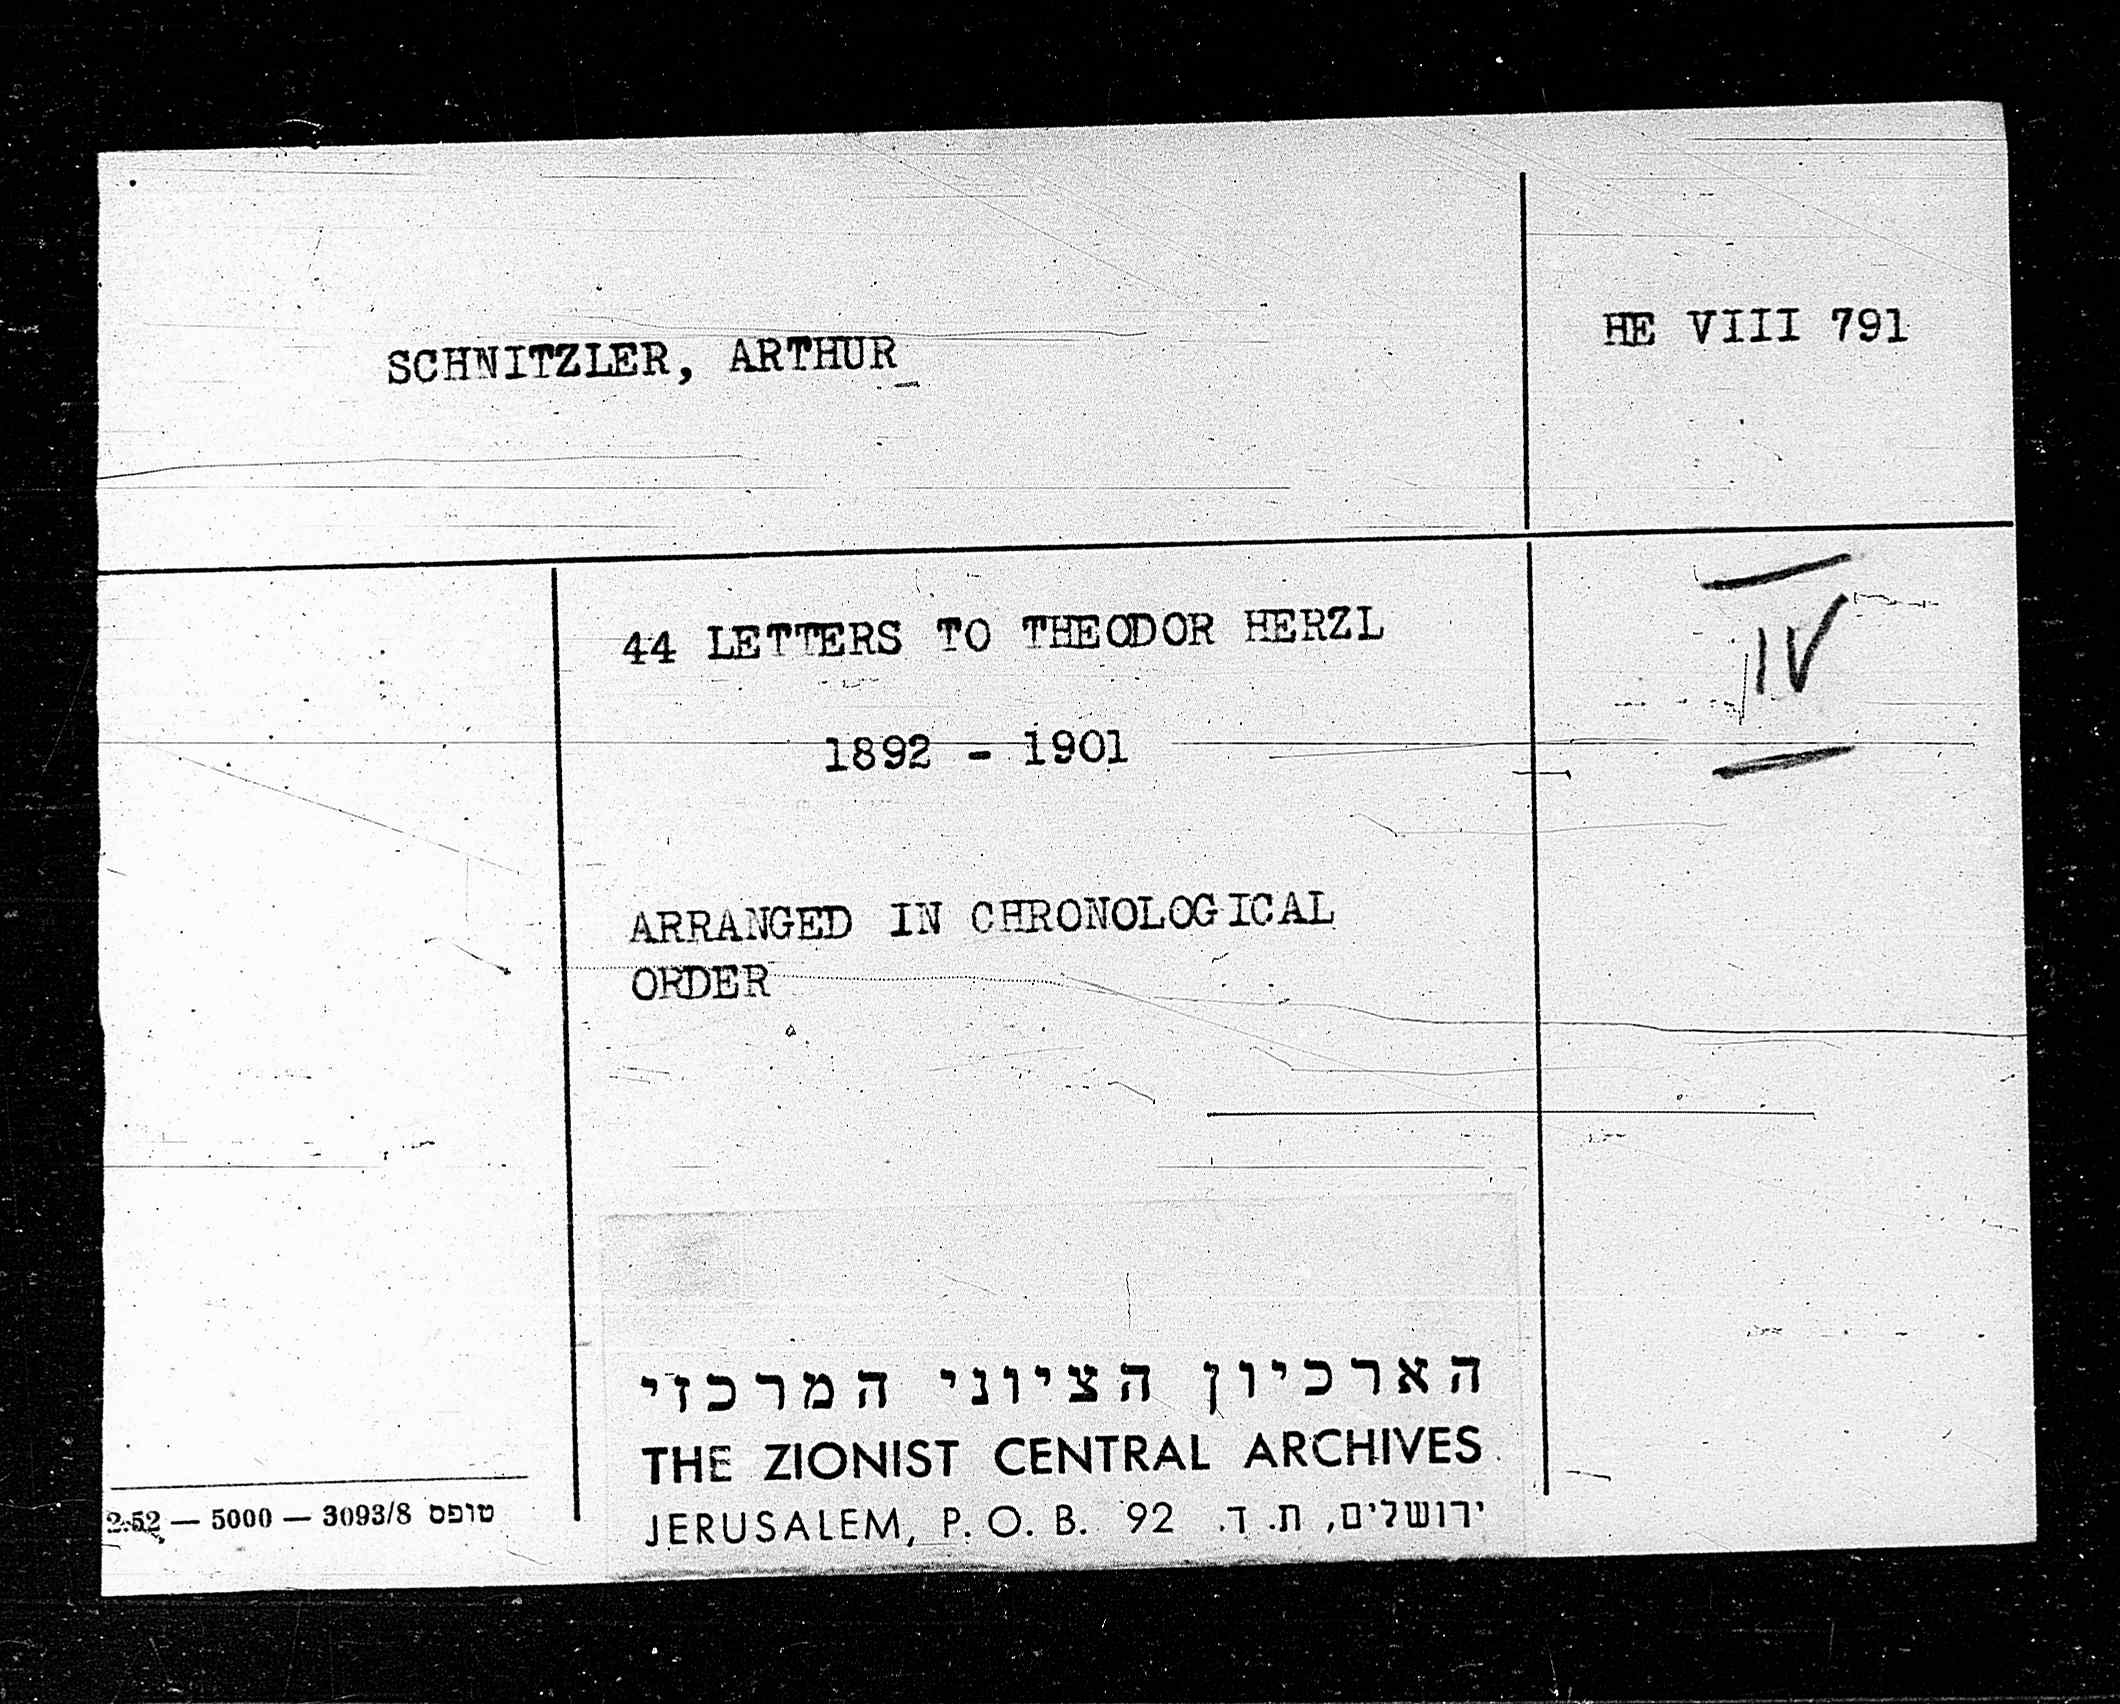 SCHNITZLER, ARTHUR
HE VIII 791
44 LETTERS TO THEODOR HERZL
1892 - 1901
IV
ARRANGED IN CHRONOLOGICAL
ORDER
הארכיון הציוני המרכזי
THE ZIONIST CENTRAL ARCHIVES
JERUSALEM, P. O. B. 92 ירושלים, ת. ד.
טופס 3093/8 — 5000 — 2.52